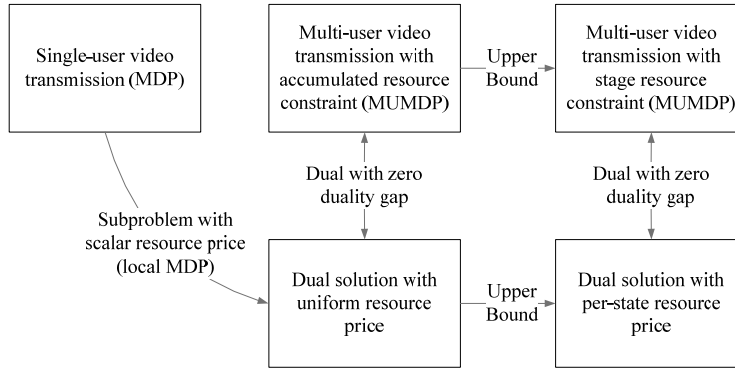 Single-user video
transmission (MDP)
Multi-user video
transmission with
accumulated resource
constraint (MUMDP)
Upper
Bound
Multi-user video
transmission with
stage resource
constraint (MUMDP)
Subproblem with
scalar resource price
(local MDP)
Dual with zero
duality gap
Dual with zero
duality gap
Dual solution with
uniform resource
price
Upper
Bound
Dual solution with
per-state resource
price